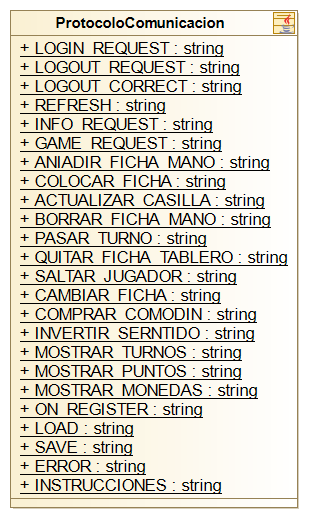 ProtocoloComunicacion
+ LOGIN_REQUEST : string
+ LOGOUT_REQUEST : string
+ LOGOUT_CORRECT : string
+ REFRESH : string
+ INFO_REQUEST : string
+ GAME_REQUEST : string
+ ANIADIR_FICHA_MANO : string
+ COLOCAR_FICHA : string
+ ACTUALIZAR_CASILLA : string
+ BORRAR_FICHA_MANO : string
+ PASAR_TURNO : string
+ QUITAR_FICHA_TABLERO : string
+ SALTAR_JUGADOR : string
+ CAMBIAR_FICHA : string
+ COMPRAR_COMODIN : string
+ INVERTIR_SERNTIDO : string
+ MOSTRAR_TURNOS : string
+ MOSTRAR_PUNTOS : string
+ MOSTRAR_MONEDAS : string
+ ON_REGISTER : string
+ LOAD : string
+ SAVE : string
+ ERROR : string
+ INSTRUCCIONES : string